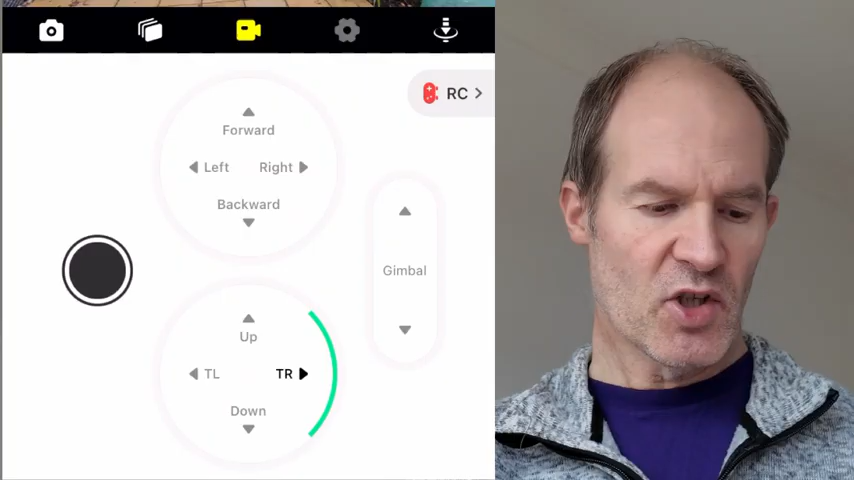 RC
Forward
Left Right
Backward
Gimbal
Up
TL TR
Down